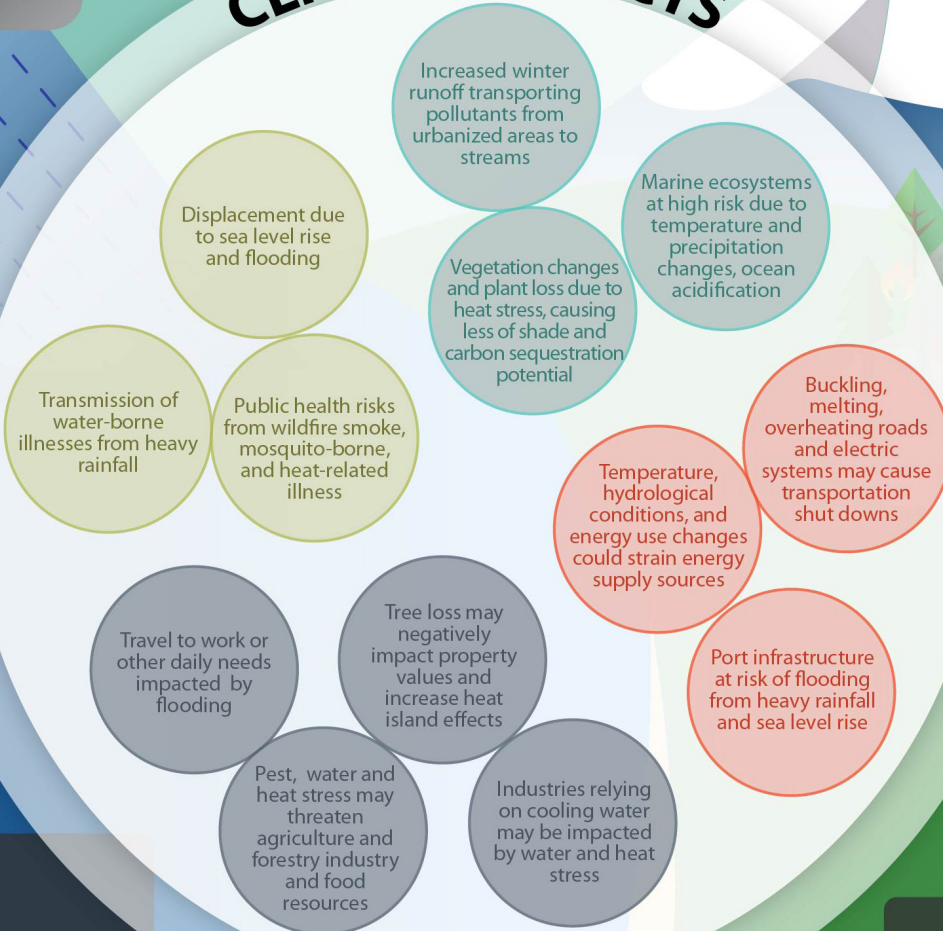 Increased winter
runoff transporting
pollutants from
urbanized areas to
streams
Marine ecosystems
at high risk due to
temperature and
precipitation
changes, ocean
acidification
Vegetation changes
and plant loss due to
heat stress, causing
less of shade and
carbon sequestration
potential
Displacement due
to sea level rise
and flooding
Transmission of
water-borne
illnesses from heavy
rainfall
Public health risks
from wildfire smoke,
mosquito-borne,
and heat-related
illness
Buckling,
melting,
overheating roads
and electric
systems may cause
transportation
shut downs
Temperature,
hydrological
conditions, and
energy use changes
could strain energy
supply sources
Port infrastructure
at risk of flooding
from heavy rainfall
and sea level rise
Travel to work or
other daily needs
impacted by
flooding
Tree loss may
negatively
impact property
values and
increase heat
island effects
Pest, water and
heat stress may
threaten
agriculture and
forestry industry
and food
resources
Industries relying
on cooling water
may be impacted
by water and heat
stress